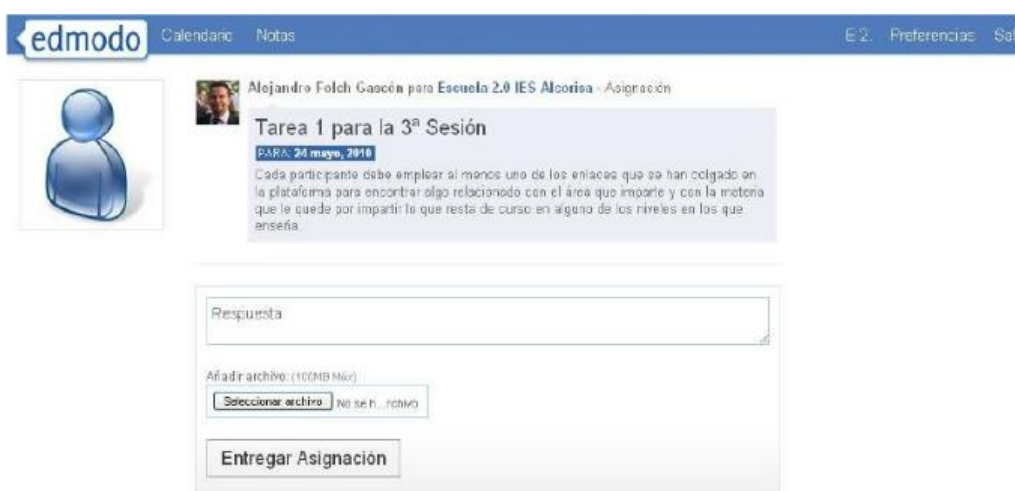 edmodo Calendario Notas E 2. Preferencias Sal
Alejandro Folch Gascón para Escuela 2.0 IES Alcorisa - Asignación
Tarea 1 para la 3ª Sesión
PARA: 24 mayo, 2010
Cada participante debe emplear al menos uno de los enlaces que se han colgado en
la plataforma para encontrar algo relacionado con el área que imparte y con la materia
que le quede por impartir lo que resta de curso en alguno de los niveles en los que
enseña.
Respuesta
Añadir archivo: (100MB Máx)
Seleccionar archivo No se h...rchivo
Entregar Asignación